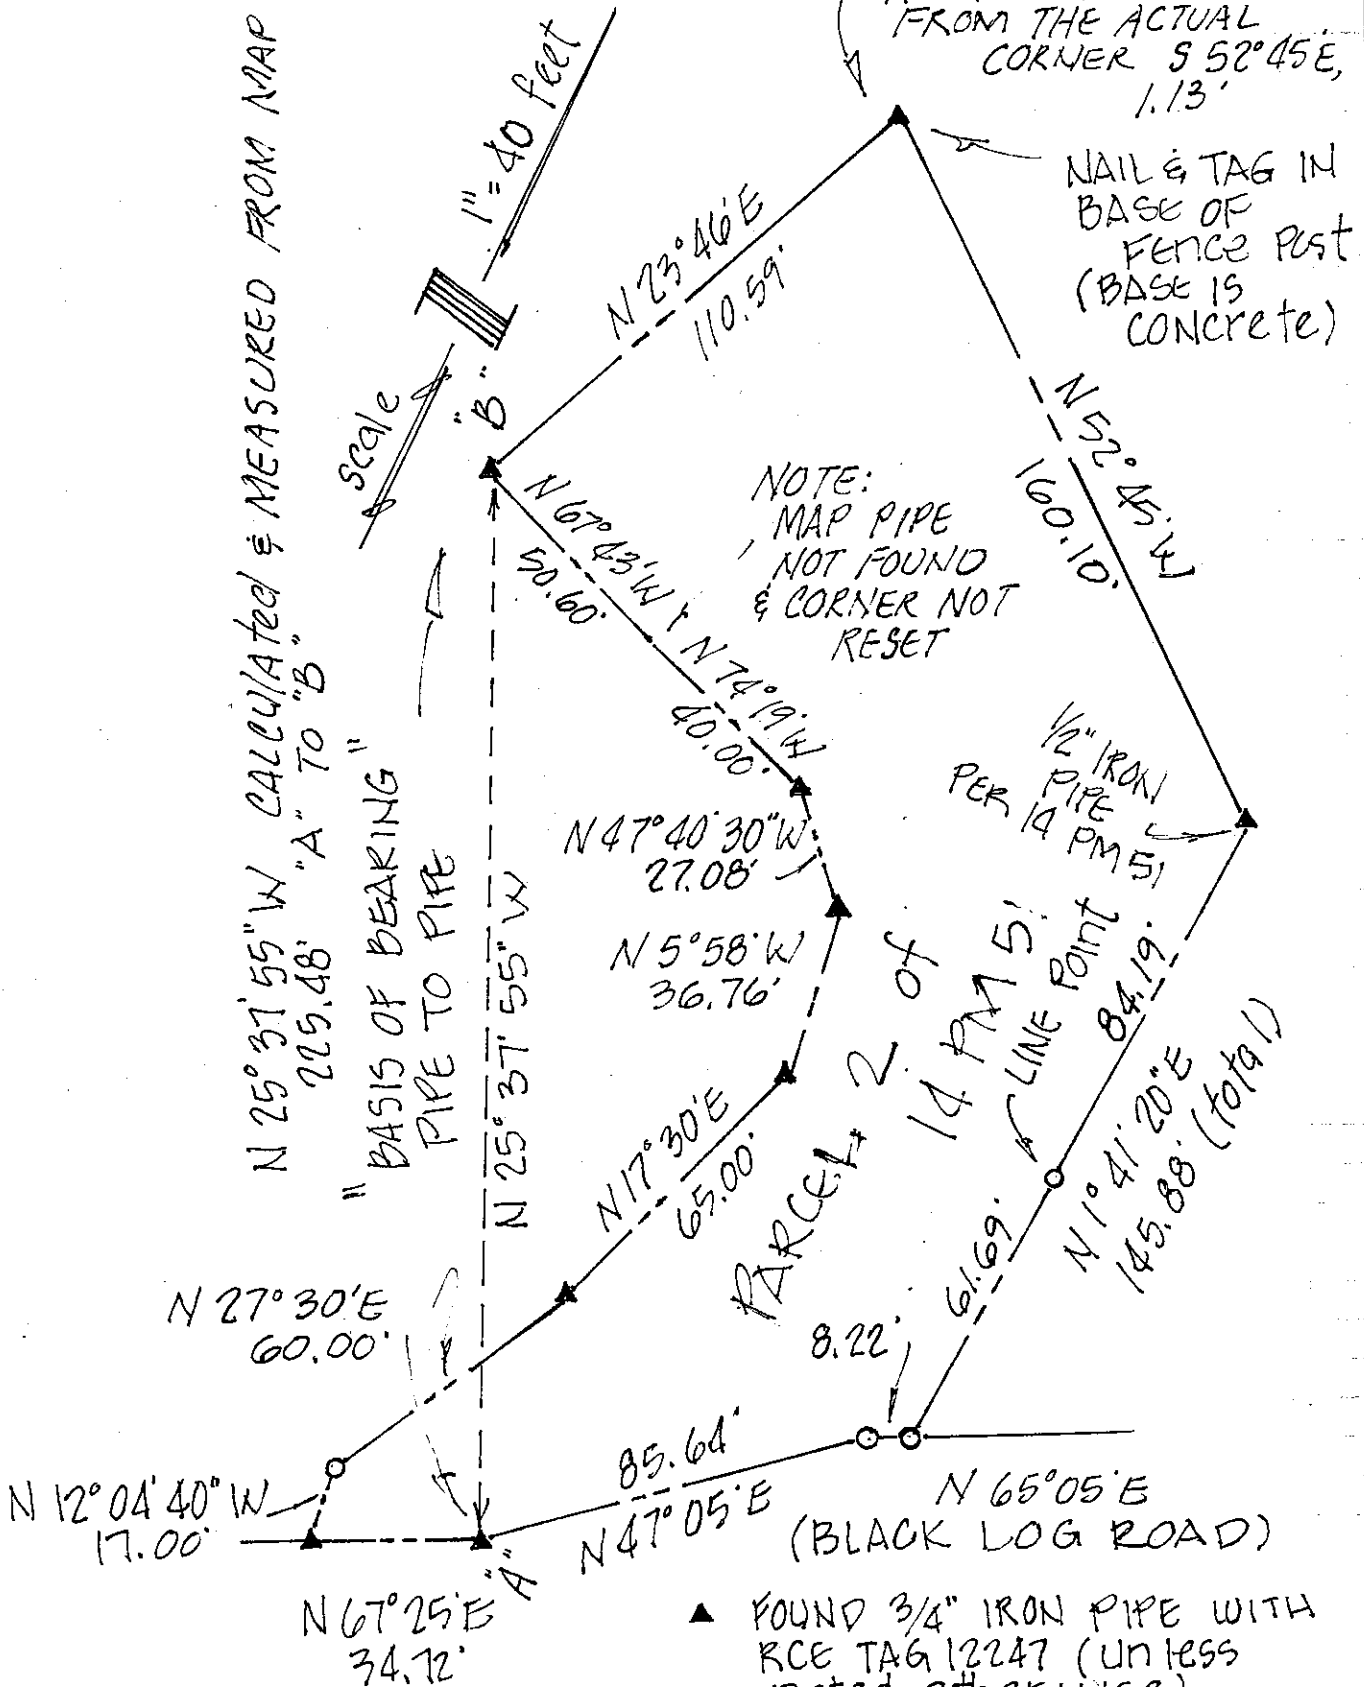 FROM THE ACTUAL
CORNER S 52°45'E,
1.13'
NAIL & TAG IN
BASE OF
FENCE POST
(BASE IS
CONCRETE)
1"=40 feet
scale
"B"
N 23°46'E
110.59'
N 52°45'W
160.10'
N 67°43'W
50.60'
NOTE:
MAP PIPE
NOT FOUND
& CORNER NOT
RESET
N 74°19'W
40.00'
N 25°37'55"W CALCULATED & MEASURED FROM MAP
225.48' "A" TO "B"
"BASIS OF BEARING"
PIPE TO PIPE
N 25°37'55"W
N 47°40'30"W
27.08'
N 5°58'W
36.76'
1/2" IRON
PIPE
PER 14 PM 51
PARCEL 2 of
14 PM 51
LINE POINT
84.19'
N 1°41'20"E
145.88' (total)
61.69'
N 17°30'E
65.00'
N 27°30'E
60.00'
8.22'
N 12°04'40"W
17.00'
85.64'
N 47°05'E
N 65°05'E
(BLACK LOG ROAD)
"A"
N 67°25'E
34.72'
▲ FOUND 3/4" IRON PIPE WITH
RCE TAG 12247 (UNLESS